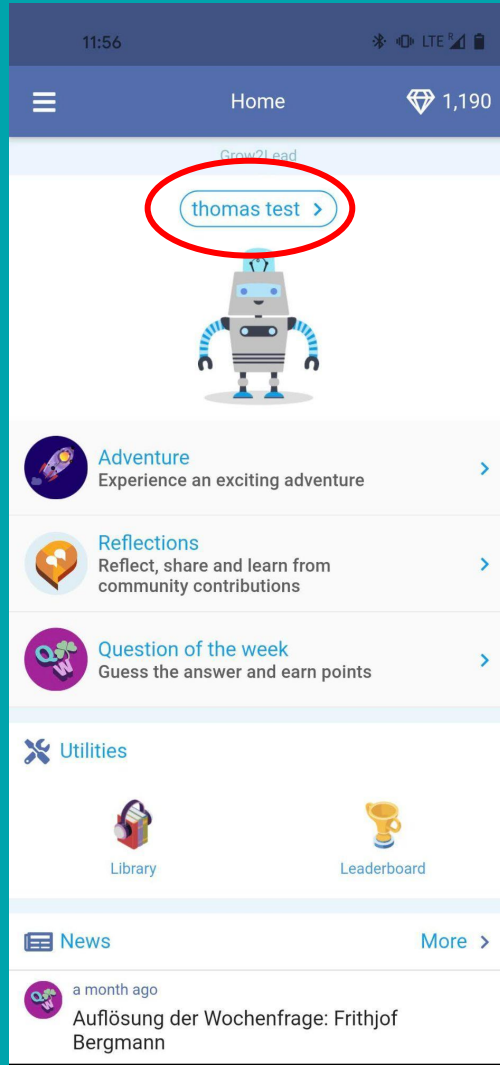 11:56
LTE R
Home
1,190
Grow2Lead
thomas test
Adventure
Experience an exciting adventure
Reflections
Reflect, share and learn from
community contributions
QW
Question of the week
Guess the answer and earn points
Utilities
Library
Leaderboard
News
More
QW
a month ago
Auflösung der Wochenfrage: Frithjof
Bergmann